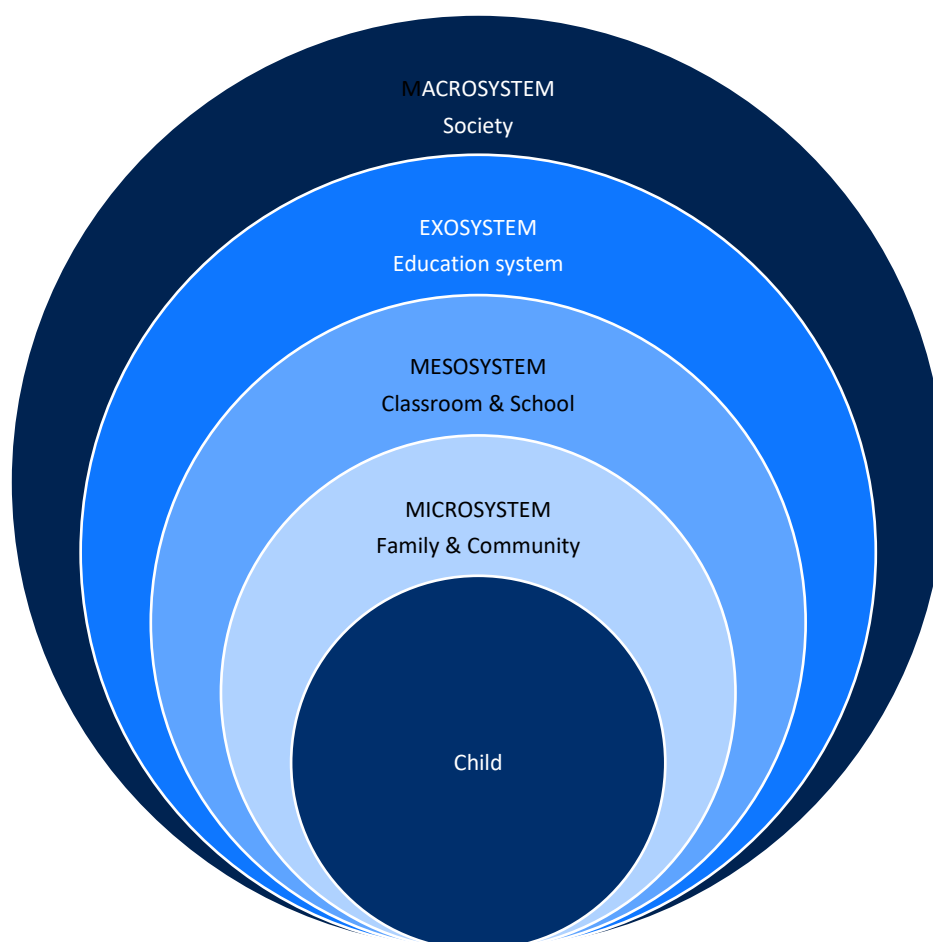 MACROSYSTEM
Society
EXOSYSTEM
Education system
MESOSYSTEM
Classroom & School
MICROSYSTEM
Family & Community
Child